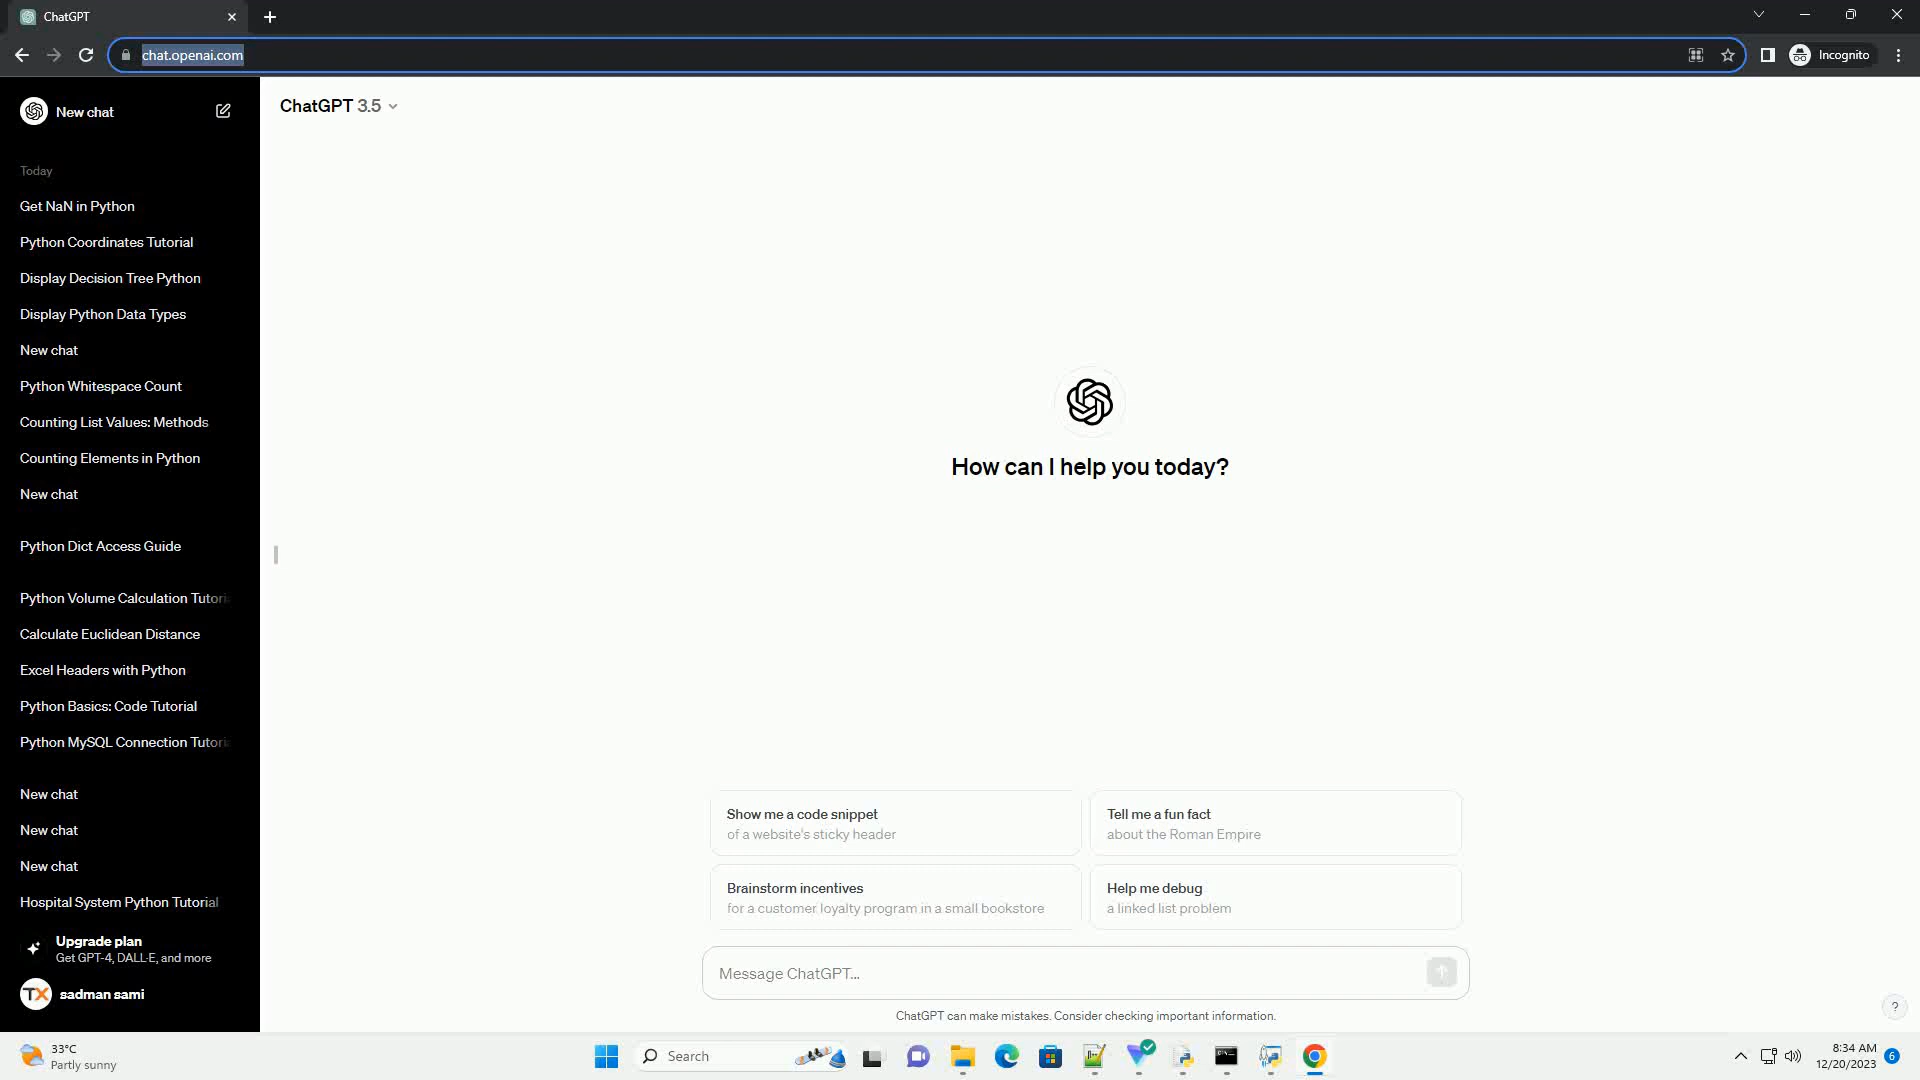 ChatGPT
chat.openai.com
Incognito
New chat
ChatGPT 3.5
Today
Get NaN in Python
Python Coordinates Tutorial
Display Decision Tree Python
Display Python Data Types
New chat
Python Whitespace Count
Counting List Values: Methods
Counting Elements in Python
New chat
Python Dict Access Guide
Python Volume Calculation Tutori
Calculate Euclidean Distance
Excel Headers with Python
Python Basics: Code Tutorial
Python MySQL Connection Tutori
New chat
New chat
New chat
Hospital System Python Tutorial
Upgrade plan
Get GPT-4, DALL·E, and more
TX
sadman sami
How can I help you today?
Show me a code snippet
of a website's sticky header
Tell me a fun fact
about the Roman Empire
Brainstorm incentives
for a customer loyalty program in a small bookstore
Help me debug
a linked list problem
Message ChatGPT...
ChatGPT can make mistakes. Consider checking important information.
?
33°C
Partly sunny
Search
8:34 AM
12/20/2023
6